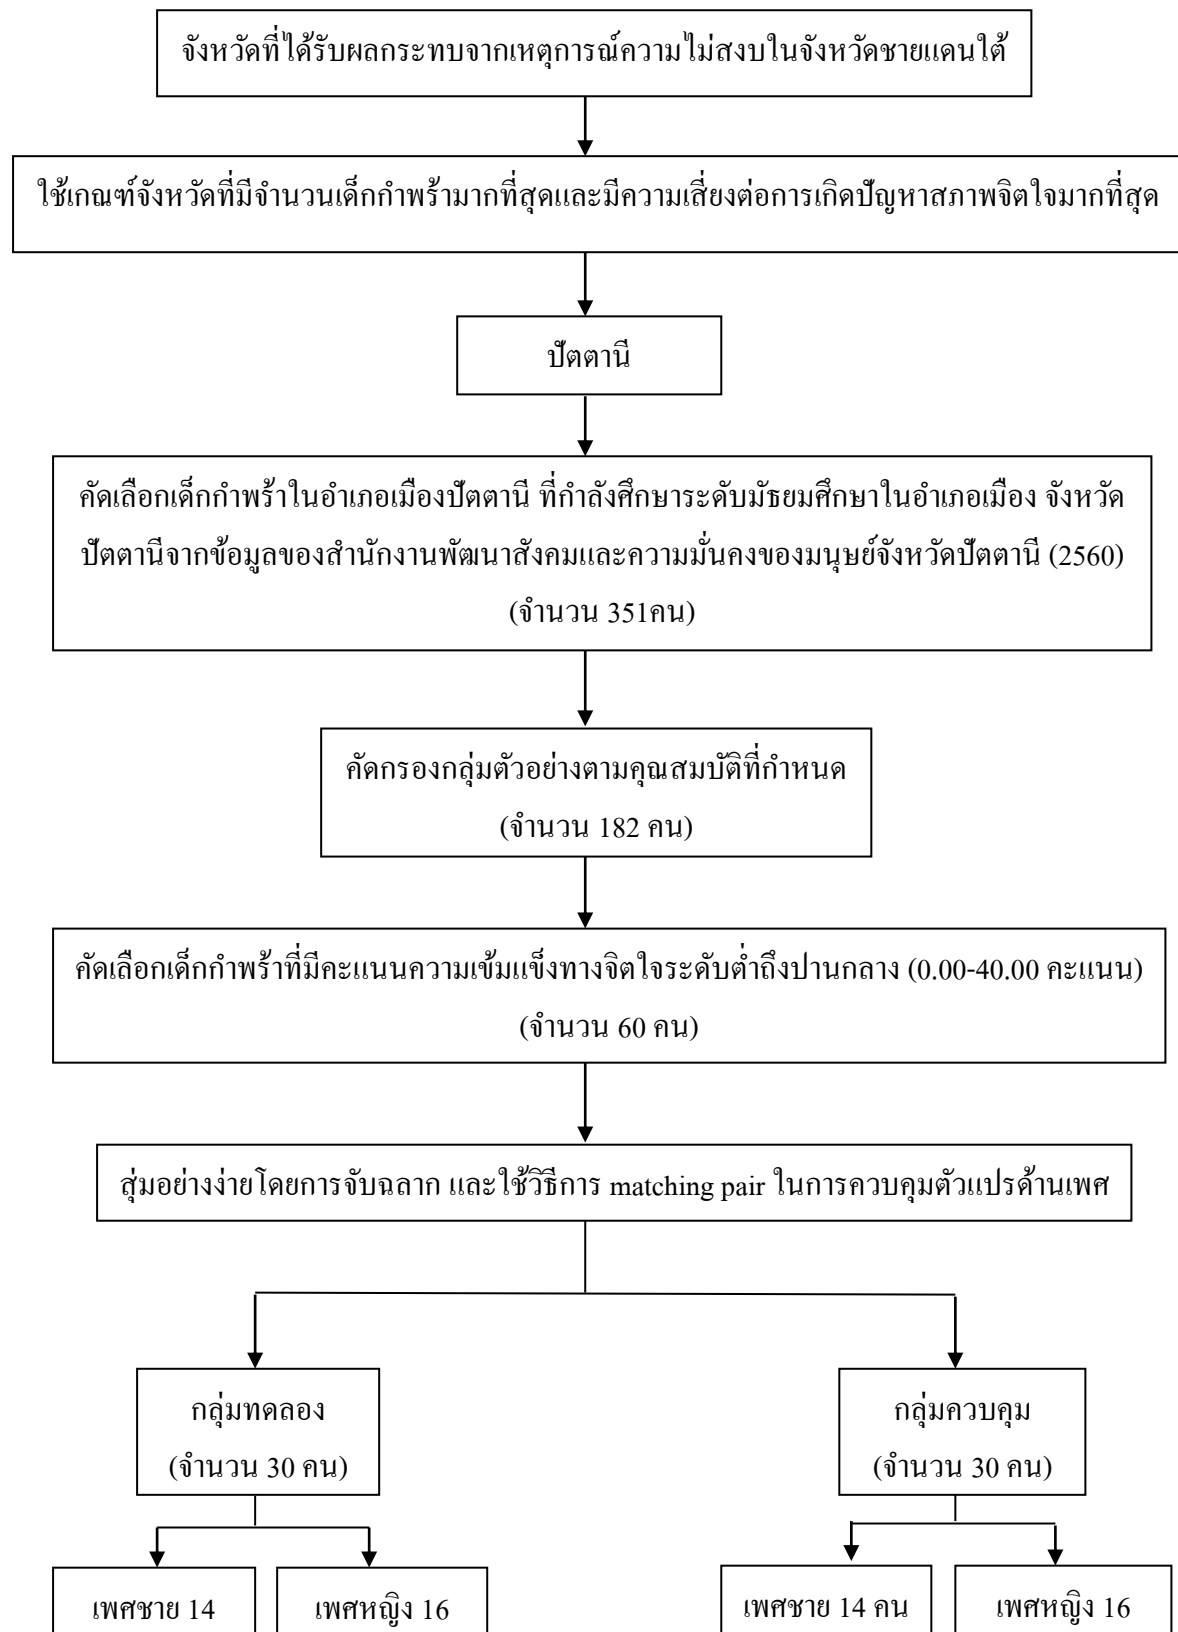 จังหวัดที่ได้รับผลกระทบจากเหตุการณ์ความไม่สงบในจังหวัดชายแดนใต้
ใช้เกณฑ์จังหวัดที่มีจำนวนเด็กกำพร้ามากที่สุดและมีความเสี่ยงต่อการเกิดปัญหาสภาพจิตใจมากที่สุด
ปัตตานี
คัดเลือกเด็กกำพร้าในอำเภอเมืองปัตตานี ที่กำลังศึกษาระดับมัธยมศึกษาในอำเภอเมือง จังหวัด
ปัตตานีจากข้อมูลของสำนักงานพัฒนาสังคมและความมั่นคงของมนุษย์จังหวัดปัตตานี (2560)
(จำนวน 351คน)
คัดกรองกลุ่มตัวอย่างตามคุณสมบัติที่กำหนด
(จำนวน 182 คน)
คัดเลือกเด็กกำพร้าที่มีคะแนนความเข้มแข็งทางจิตใจระดับต่ำถึงปานกลาง (0.00-40.00 คะแนน)
(จำนวน 60 คน)
สุ่มอย่างง่ายโดยการจับฉลาก และใช้วิธีการ matching pair ในการควบคุมตัวแปรด้านเพศ
กลุ่มทดลอง
(จำนวน 30 คน)
กลุ่มควบคุม
(จำนวน 30 คน)
เพศชาย 14
เพศหญิง 16
เพศชาย 14 คน
เพศหญิง 16